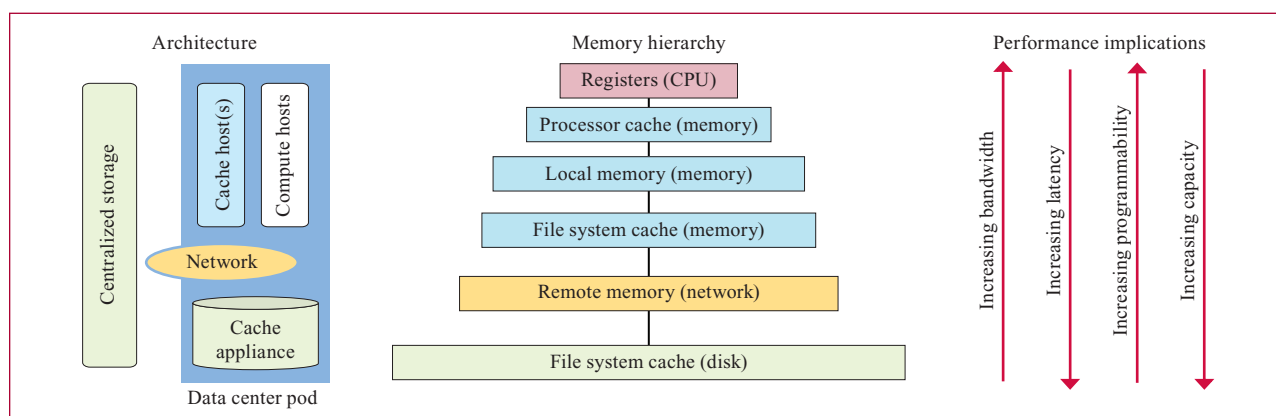 Architecture
Centralized storage
Cache host(s)
Compute hosts
Network
Cache
appliance
Data center pod
Memory hierarchy
Registers (CPU)
Processor cache (memory)
Local memory (memory)
File system cache (memory)
Remote memory (network)
File system cache (disk)
Performance implications
Increasing bandwidth
Increasing latency
Increasing programmability
Increasing capacity